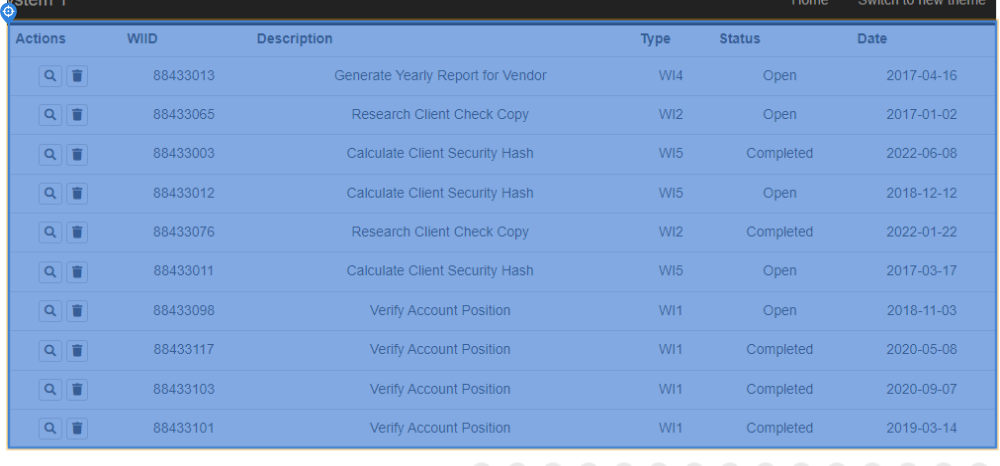 System 1 Home Switch to new theme
Actions WIID Description Type Status Date
88433013 Generate Yearly Report for Vendor WI4 Open 2017-04-16
88433065 Research Client Check Copy WI2 Open 2017-01-02
88433003 Calculate Client Security Hash WI5 Completed 2022-06-08
88433012 Calculate Client Security Hash WI5 Open 2018-12-12
88433076 Research Client Check Copy WI2 Completed 2022-01-22
88433011 Calculate Client Security Hash WI5 Open 2017-03-17
88433098 Verify Account Position WI1 Open 2018-11-03
88433117 Verify Account Position WI1 Completed 2020-05-08
88433103 Verify Account Position WI1 Completed 2020-09-07
88433101 Verify Account Position WI1 Completed 2019-03-14